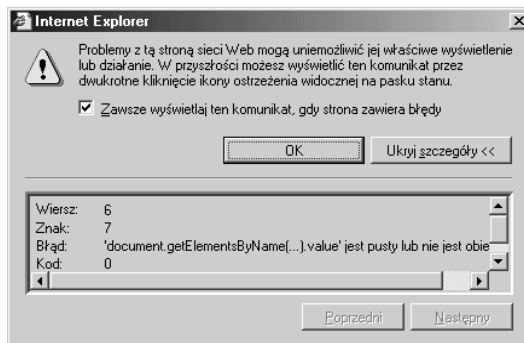 Internet Explorer
Problemy z tą stroną sieci Web mogą uniemożliwić jej właściwe wyświetlenie
lub działanie. W przyszłości możesz wyświetlić ten komunikat przez
dwukrotne kliknięcie ikony ostrzeżenia widocznej na pasku stanu.
Zawsze wyświetlaj ten komunikat, gdy strona zawiera błędy
OK Ukryj szczegóły <<
Wiersz: 6
Znak: 7
Błąd: 'document.getElementsByName(...).value' jest pusty lub nie jest obie
Kod: 0
Poprzedni Następny